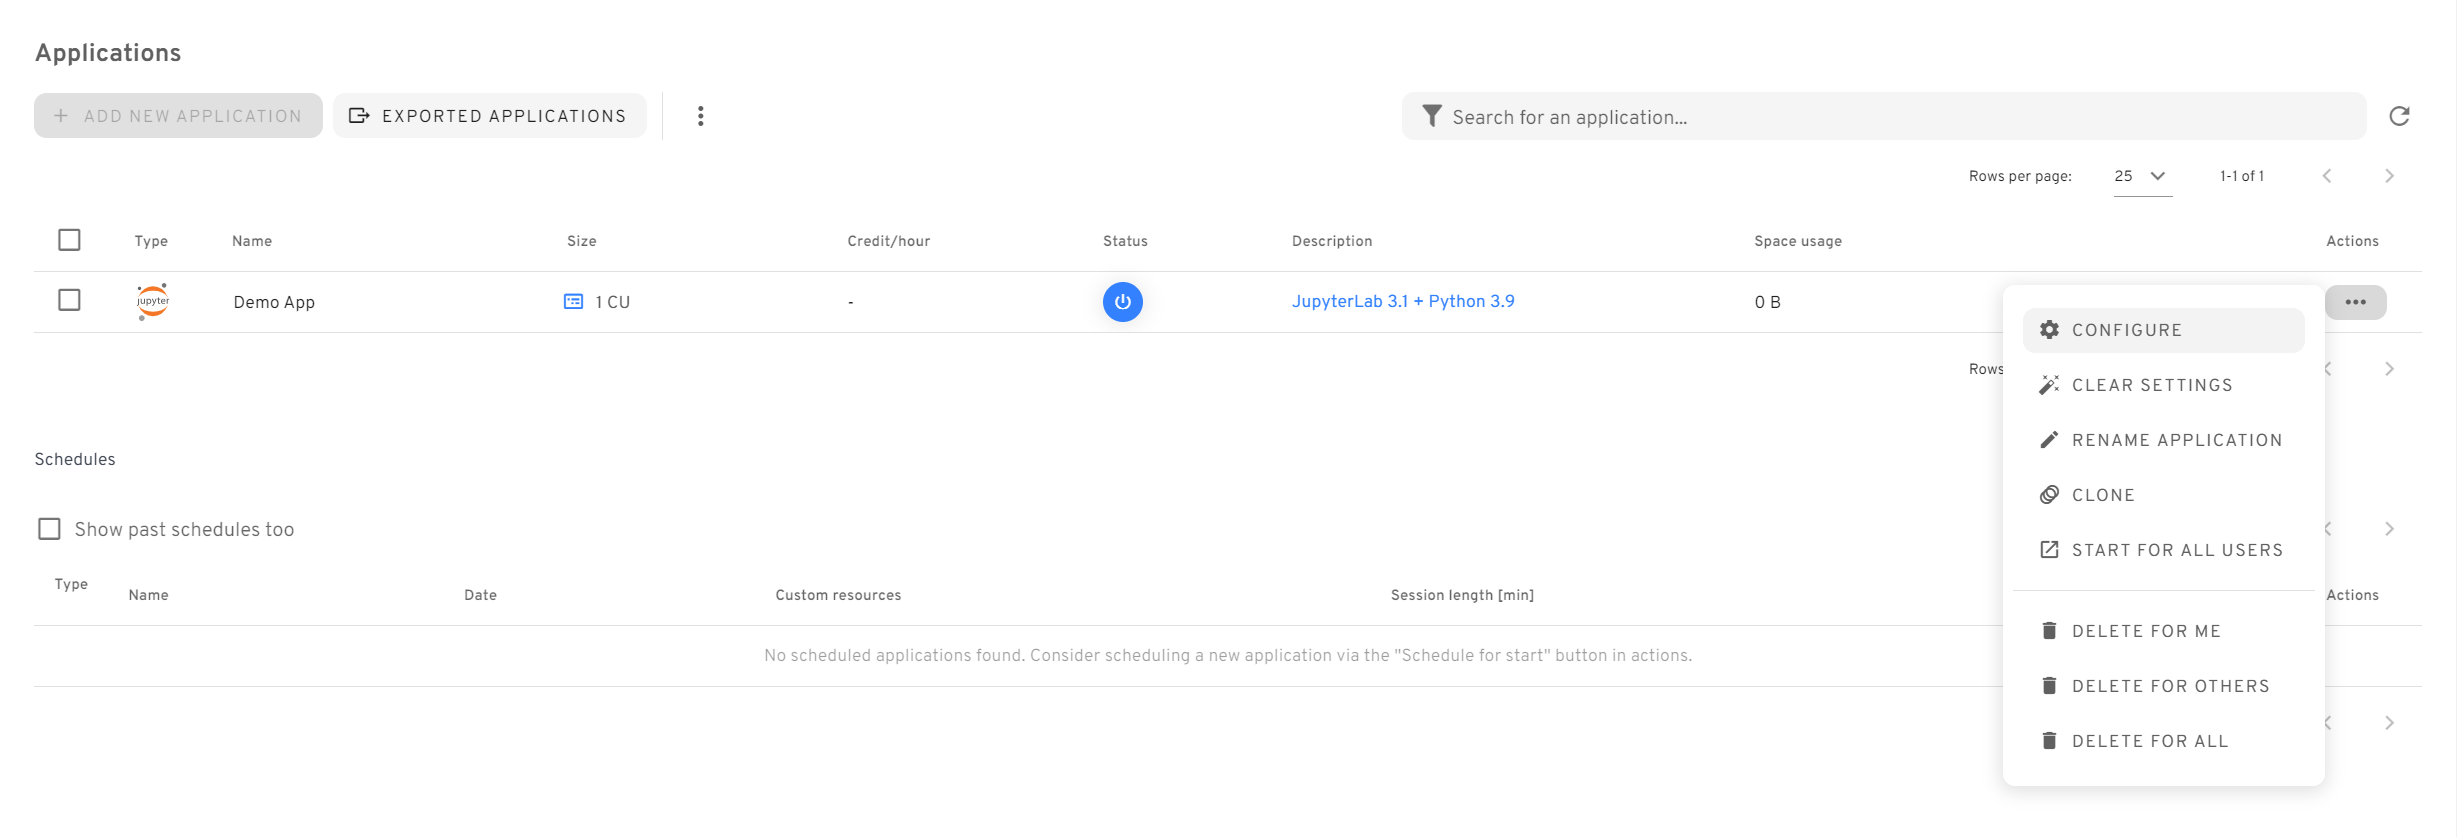 Applications
+ ADD NEW APPLICATION EXPORTED APPLICATIONS Search for an application...
Rows per page: 25 1-1 of 1
Type Name Size Credit/hour Status Description Space usage Actions
jupyter Demo App 1 CU - JupyterLab 3.1 + Python 3.9 0 B
CONFIGURE
Rows
CLEAR SETTINGS
RENAME APPLICATION
Schedules
CLONE
Show past schedules too
START FOR ALL USERS
Type Name Date Custom resources Session length [min] Actions
DELETE FOR ME
No scheduled applications found. Consider scheduling a new application via the "Schedule for start" button in actions.
DELETE FOR OTHERS
DELETE FOR ALL